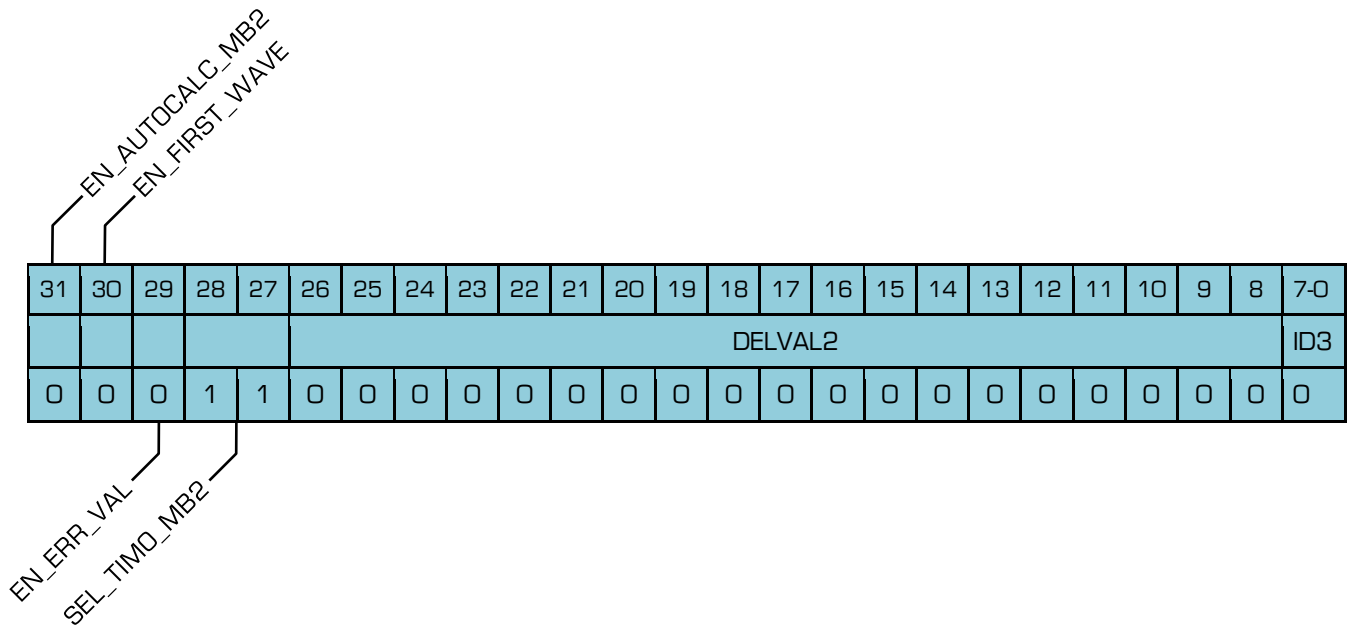 EN_AUTOCALC_MB2
EN_FIRST_WAVE
31 30 29 28 27 26 25 24 23 22 21 20 19 18 17 16 15 14 13 12 11 10 9 8 7-0
DELVAL2 ID3
0 0 0 1 1 0 0 0 0 0 0 0 0 0 0 0 0 0 0 0 0 0 0 0 0
EN_ERR_VAL
SEL_TIMO_MB2